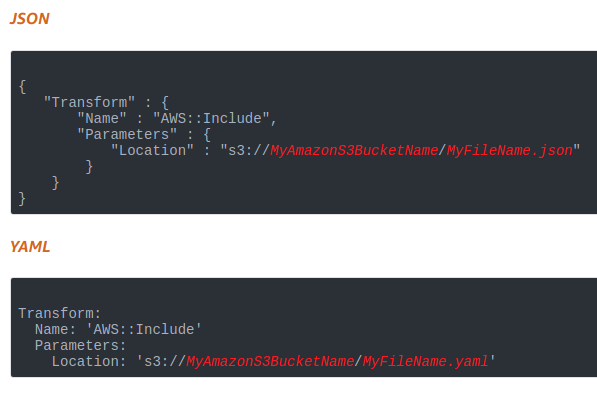 JSON
{
   "Transform" : {
       "Name" : "AWS::Include",
       "Parameters" : {
           "Location" : "s3://MyAmazonS3BucketName/MyFileName.json"
        }
    }
}
YAML
Transform:
  Name: 'AWS::Include'
  Parameters:
    Location: 's3://MyAmazonS3BucketName/MyFileName.yaml'